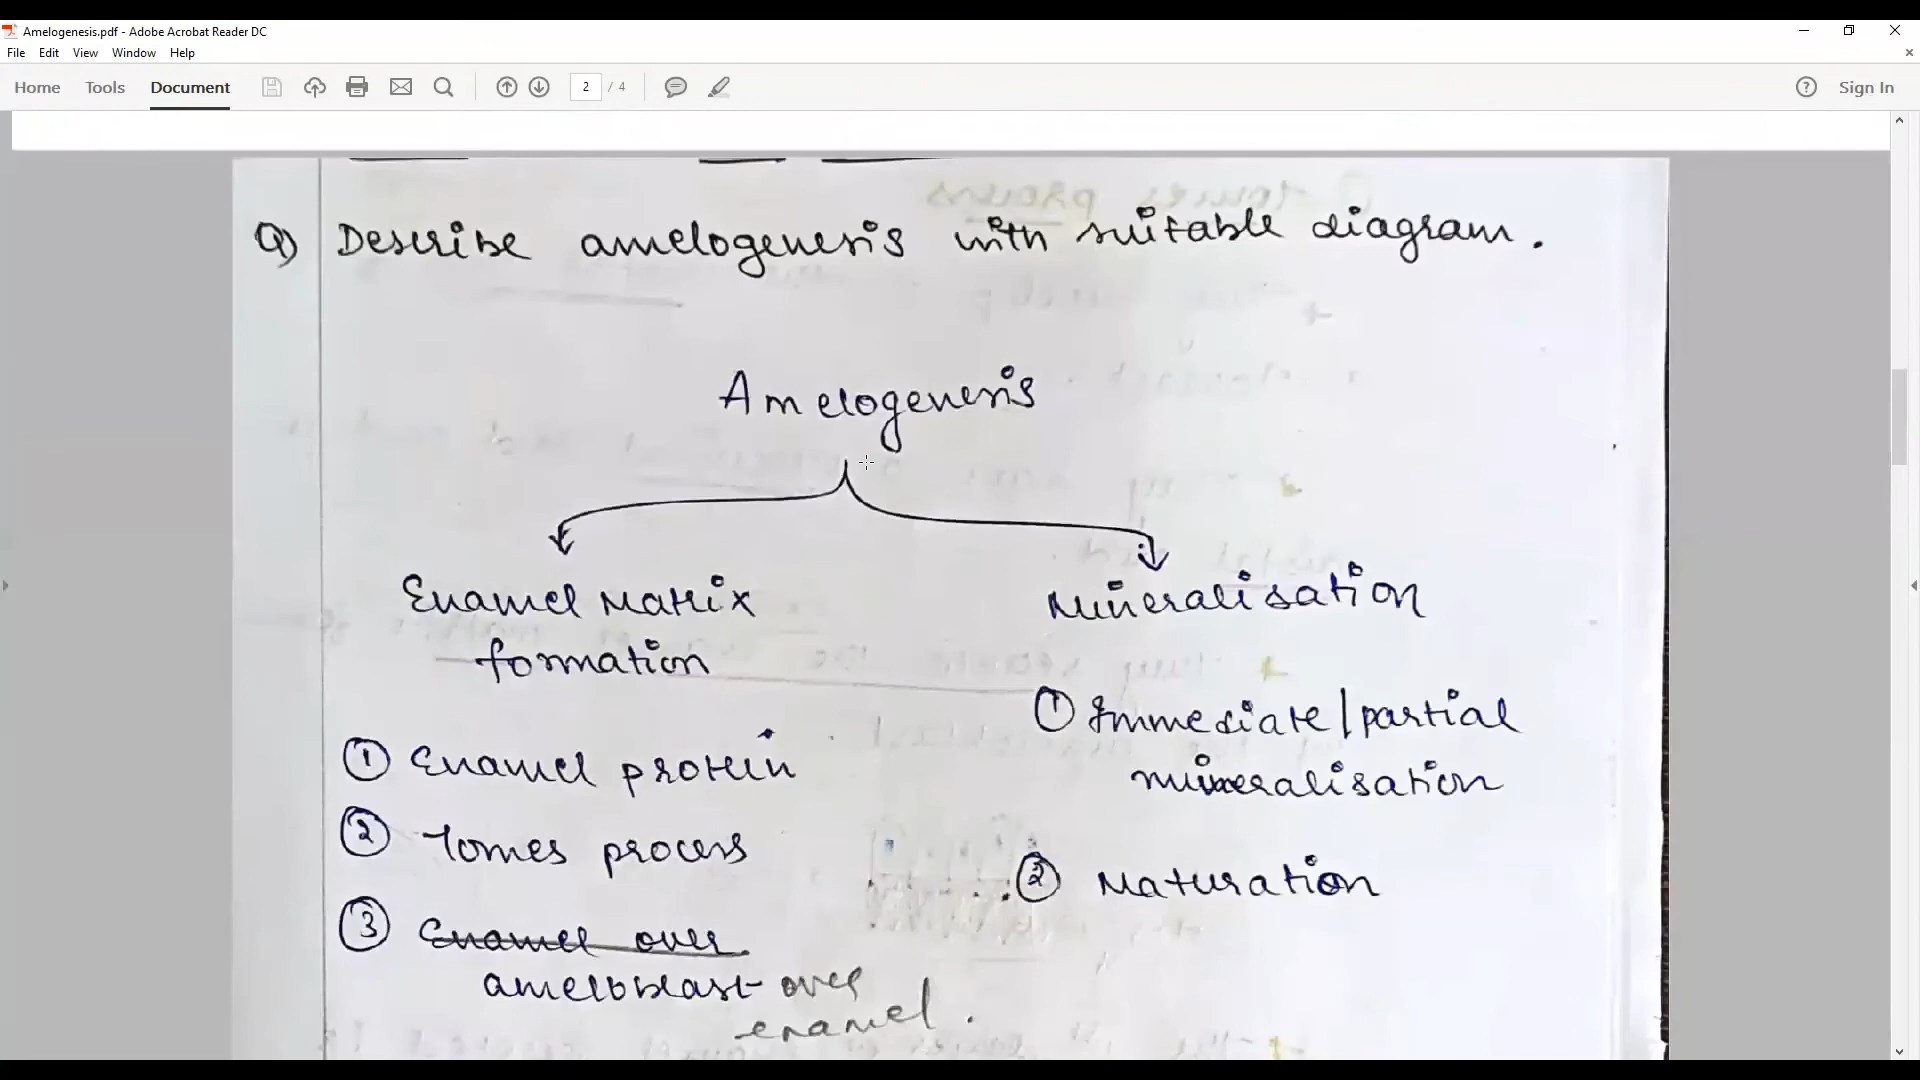 Amelogenesis.pdf - Adobe Acrobat Reader DC
File Edit View Window Help
Home Tools Document 2 / 4 Sign In
Q) Describe amelogenesis with suitable diagram.
Amelogenesis
Enamel Matrix
formation
① Enamel protein
② Tomes process
③ Enamel over
ameloblast over
enamel.
Mineralisation
① Immediate/partial
mineralisation
② Maturation